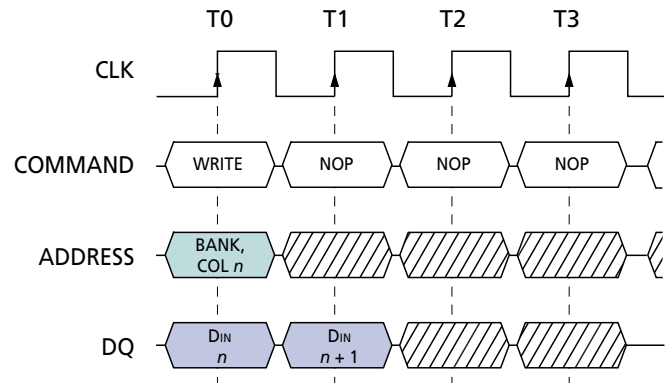 T0 T1 T2 T3
CLK
COMMAND WRITE NOP NOP NOP
ADDRESS BANK,
COL n
DQ DIN DIN
n n + 1